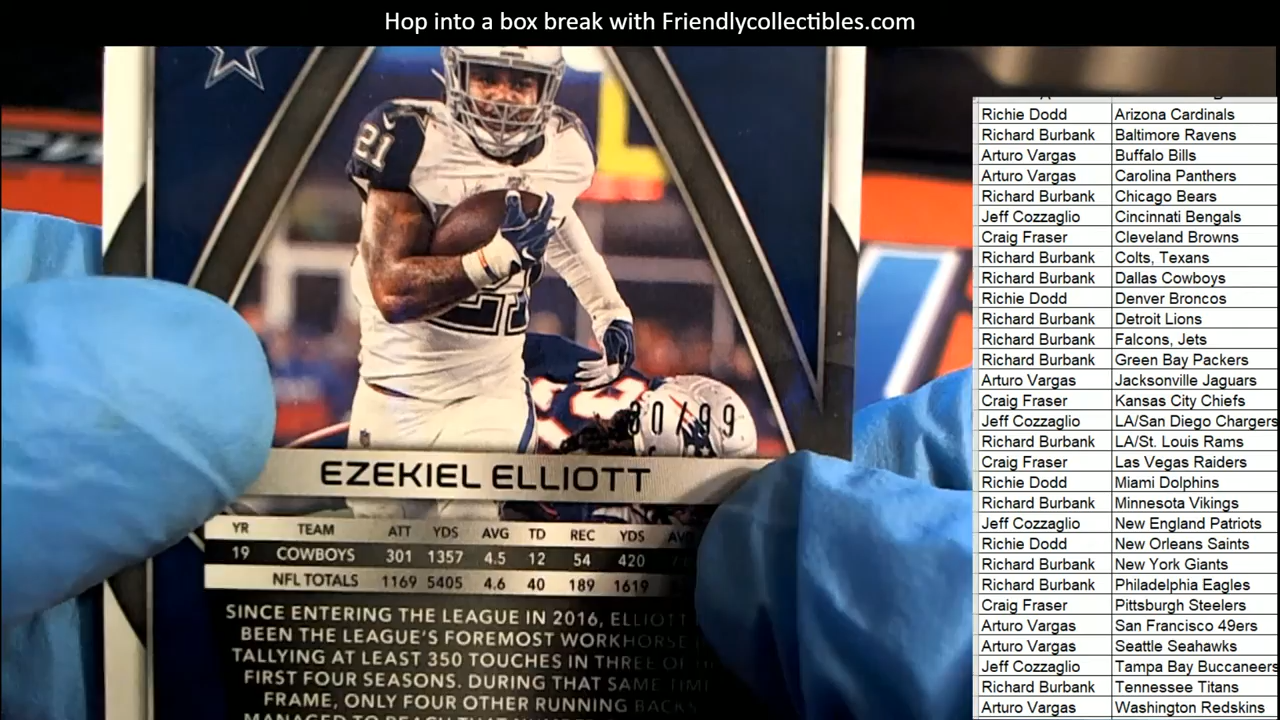 Hop into a box break with Friendlycollectibles.com
21
21
30/99
EZEKIEL ELLIOTT
YR TEAM ATT YDS AVG TD REC YDS AVG
19 COWBOYS 301 1357 4.5 12 54 420
NFL TOTALS 1169 5405 4.6 40 189 1619
SINCE ENTERING THE LEAGUE IN 2016, ELLIOTT
BEEN THE LEAGUE'S FOREMOST WORKHORSE
TALLYING AT LEAST 350 TOUCHES IN THREE OF
FIRST FOUR SEASONS. DURING THAT SAME TIME
FRAME, ONLY FOUR OTHER RUNNING BACKS
MANAGED TO REACH THAT
Richie Dodd Arizona Cardinals
Richard Burbank Baltimore Ravens
Arturo Vargas Buffalo Bills
Arturo Vargas Carolina Panthers
Richard Burbank Chicago Bears
Jeff Cozzaglio Cincinnati Bengals
Craig Fraser Cleveland Browns
Richard Burbank Colts, Texans
Richard Burbank Dallas Cowboys
Richie Dodd Denver Broncos
Richard Burbank Detroit Lions
Richard Burbank Falcons, Jets
Richard Burbank Green Bay Packers
Arturo Vargas Jacksonville Jaguars
Craig Fraser Kansas City Chiefs
Jeff Cozzaglio LA/San Diego Chargers
Richard Burbank LA/St. Louis Rams
Craig Fraser Las Vegas Raiders
Richie Dodd Miami Dolphins
Richard Burbank Minnesota Vikings
Jeff Cozzaglio New England Patriots
Richie Dodd New Orleans Saints
Richard Burbank New York Giants
Richard Burbank Philadelphia Eagles
Craig Fraser Pittsburgh Steelers
Arturo Vargas San Francisco 49ers
Arturo Vargas Seattle Seahawks
Jeff Cozzaglio Tampa Bay Buccaneers
Richard Burbank Tennessee Titans
Arturo Vargas Washington Redskins